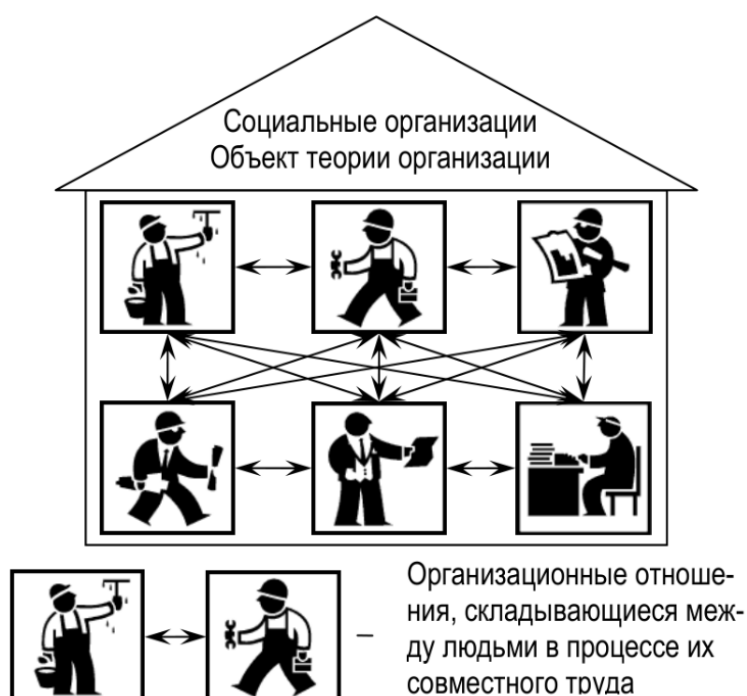 Социальные организации
Объект теории организации
Организационные отноше-
– ния, складывающиеся меж-
ду людьми в процессе их
совместного труда